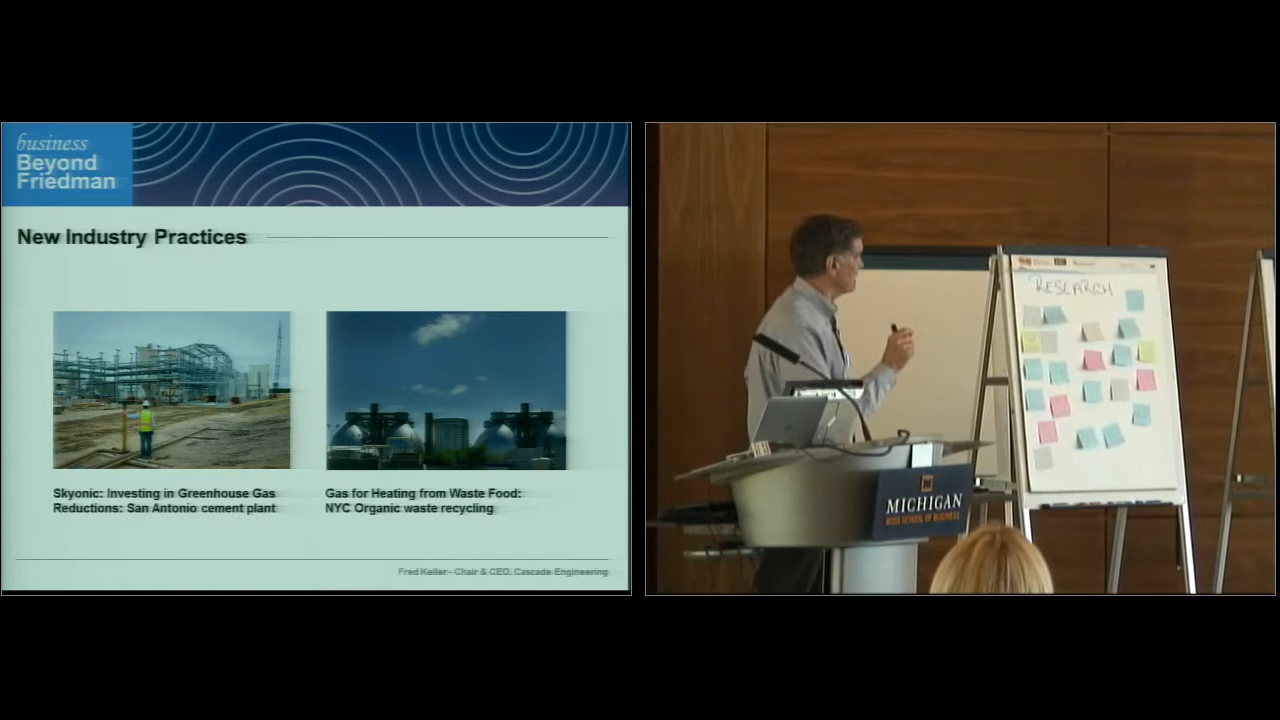 business
Beyond
Friedman
New Industry Practices
Skyonic: Investing in Greenhouse Gas
Reductions: San Antonio cement plant
Gas for Heating from Waste Food:
NYC Organic waste recycling
Fred Keller - Chair & CEO, Cascade Engineering
RESEARCH
MICHIGAN
ROSS SCHOOL OF BUSINESS